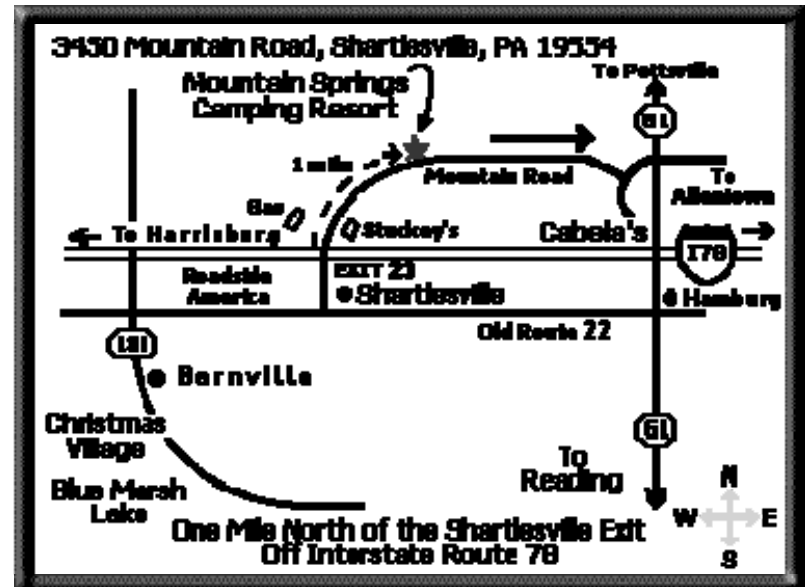 3450 Mountain Road, Shartlesville, PA 19554
To Pottsville
Mountain Springs
Camping Resort
61
1 mile
Mountain Road
To
Allentown
Gas
Stuckey's
Cabela's
To Harrisburg
I78
EXIT 23
Roadside
America
Shartlesville
Hamburg
Old Route 22
183
Bernville
Christmas
Village
61
To
Reading
Blue Marsh
Lake
N
W E
S
One Mile North of the Shartlesville Exit
Off Interstate Route 78